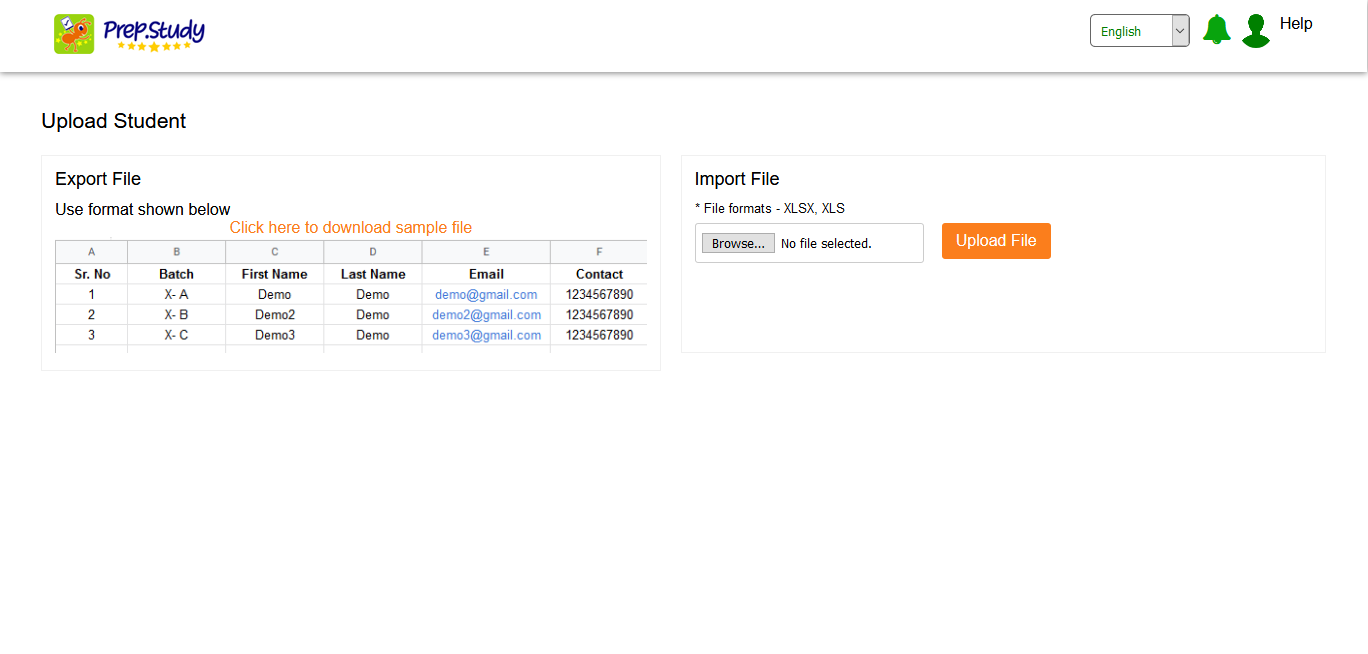 Prep.Study
English
Help
Upload Student
Export File
Use format shown below
Click here to download sample file
A B C D E F
Sr. No Batch First Name Last Name Email Contact
1 X- A Demo Demo demo@gmail.com 1234567890
2 X- B Demo2 Demo demo2@gmail.com 1234567890
3 X- C Demo3 Demo demo3@gmail.com 1234567890
Import File
* File formats - XLSX, XLS
Browse... No file selected.
Upload File